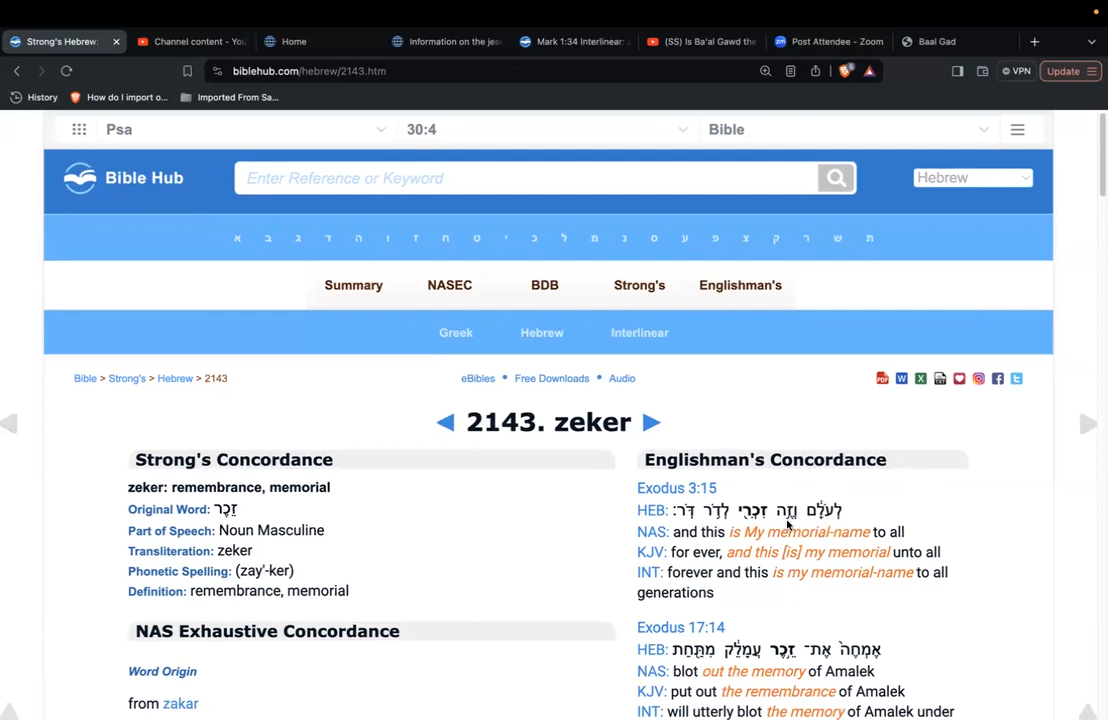 Strong's Hebrew:
Channel content - You
Home
Information on the jes
Mark 1:34 Interlinear:
(SS) Is Ba'al Gawd the
Post Attendee - Zoom
Baal Gad
biblehub.com/hebrew/2143.htm
5
VPN
Update
History
How do I import o...
Imported From Sa...
Psa
30:4
Bible
Bible Hub
Enter Reference or Keyword
Hebrew
א ב ג ד ה ו ז ח ט י כ ל מ נ ס ע פ צ ק ר ש ת
Summary
NASEC
BDB
Strong's
Englishman's
Greek
Hebrew
Interlinear
Bible > Strong's > Hebrew > 2143
eBibles • Free Downloads • Audio
◄ 2143. zeker ►
Strong's Concordance
zeker: remembrance, memorial
Original Word: זֵכֶר
Part of Speech: Noun Masculine
Transliteration: zeker
Phonetic Spelling: (zay'-ker)
Definition: remembrance, memorial
NAS Exhaustive Concordance
Word Origin
from zakar
Englishman's Concordance
Exodus 3:15
HEB: לְעֹלָ֔ם וְזֶ֥ה זִכְרִ֖י לְדֹ֥ר דֹּֽר׃
NAS: and this is My memorial-name to all
KJV: for ever, and this [is] my memorial unto all
INT: forever and this is my memorial-name to all
generations
Exodus 17:14
HEB: אֶמְחֶה֙ אֶת־ זֵ֣כֶר עֲמָלֵ֔ק מִתַּ֖חַת
NAS: blot out the memory of Amalek
KJV: put out the remembrance of Amalek
INT: will utterly blot the memory of Amalek under